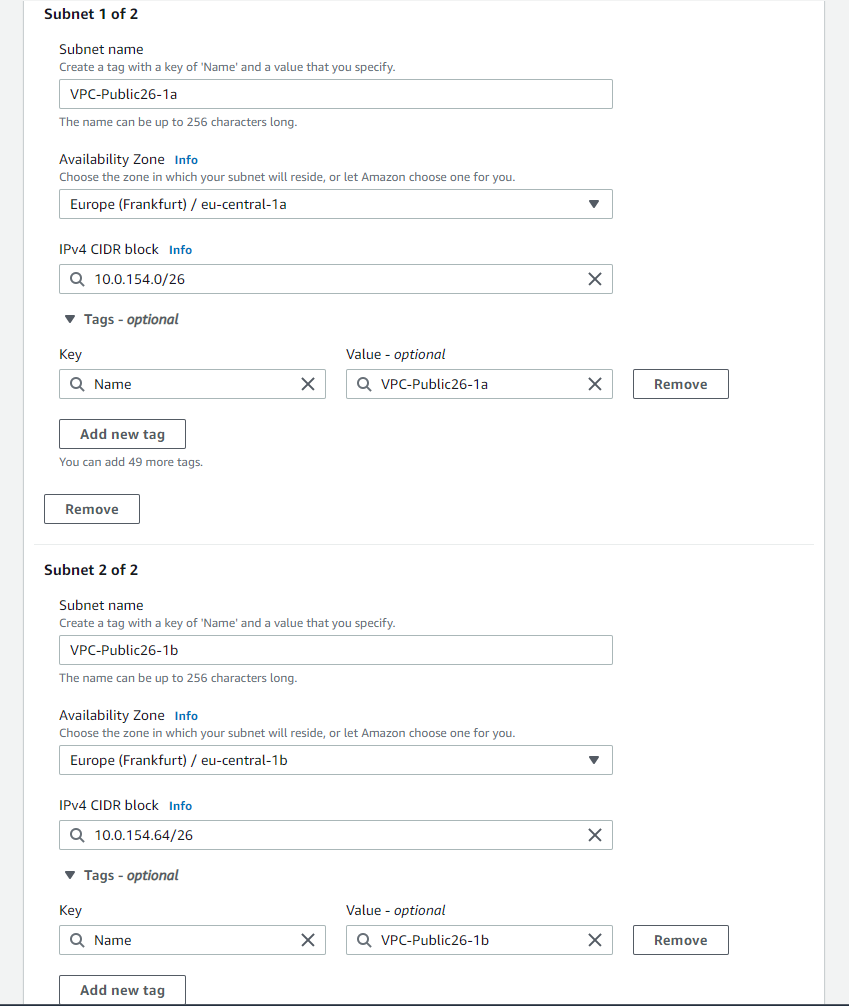 Subnet 1 of 2
Subnet name
Create a tag with a key of 'Name' and a value that you specify.
VPC-Public26-1a
The name can be up to 256 characters long.
Availability Zone Info
Choose the zone in which your subnet will reside, or let Amazon choose one for you.
Europe (Frankfurt) / eu-central-1a
IPv4 CIDR block Info
10.0.154.0/26
Tags - optional
Key Value - optional
Name VPC-Public26-1a Remove
Add new tag
You can add 49 more tags.
Remove
Subnet 2 of 2
Subnet name
Create a tag with a key of 'Name' and a value that you specify.
VPC-Public26-1b
The name can be up to 256 characters long.
Availability Zone Info
Choose the zone in which your subnet will reside, or let Amazon choose one for you.
Europe (Frankfurt) / eu-central-1b
IPv4 CIDR block Info
10.0.154.64/26
Tags - optional
Key Value - optional
Name VPC-Public26-1b Remove
Add new tag